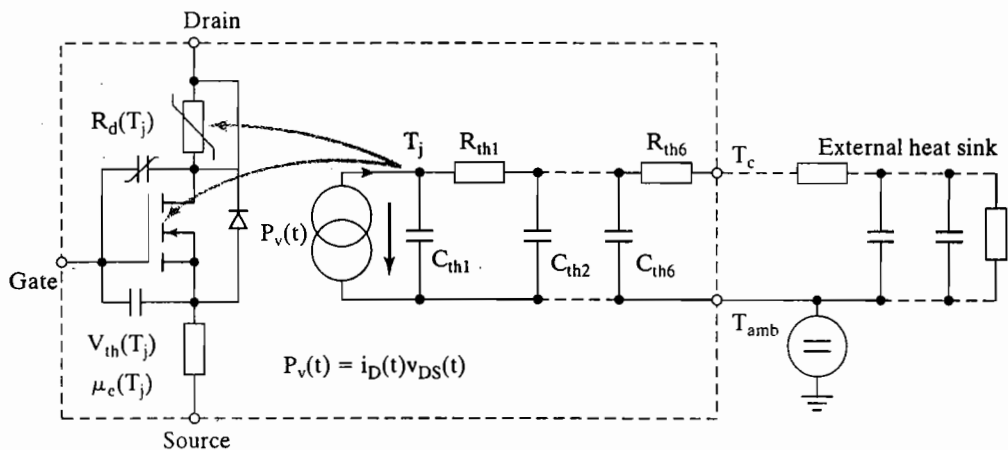 Drain
R_d(T_j)
Gate
V_th(T_j)
μ_c(T_j)
Source
P_v(t)
P_v(t) = i_D(t)v_DS(t)
T_j
R_th1
R_th6
T_c
C_th1
C_th2
C_th6
T_amb
External heat sink